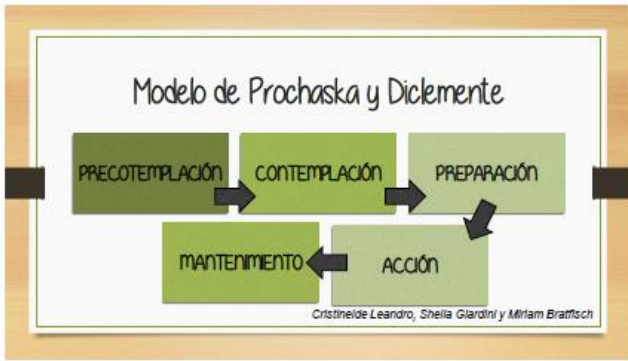 Modelo de Prochaska y Diclemente
PRECOTEMPLACIÓN CONTEMPLACIÓN PREPARACIÓN
MANTENIMIENTO ACCIÓN
Cristineide Leandro, Sheila Giardini y Miriam Bratfisch